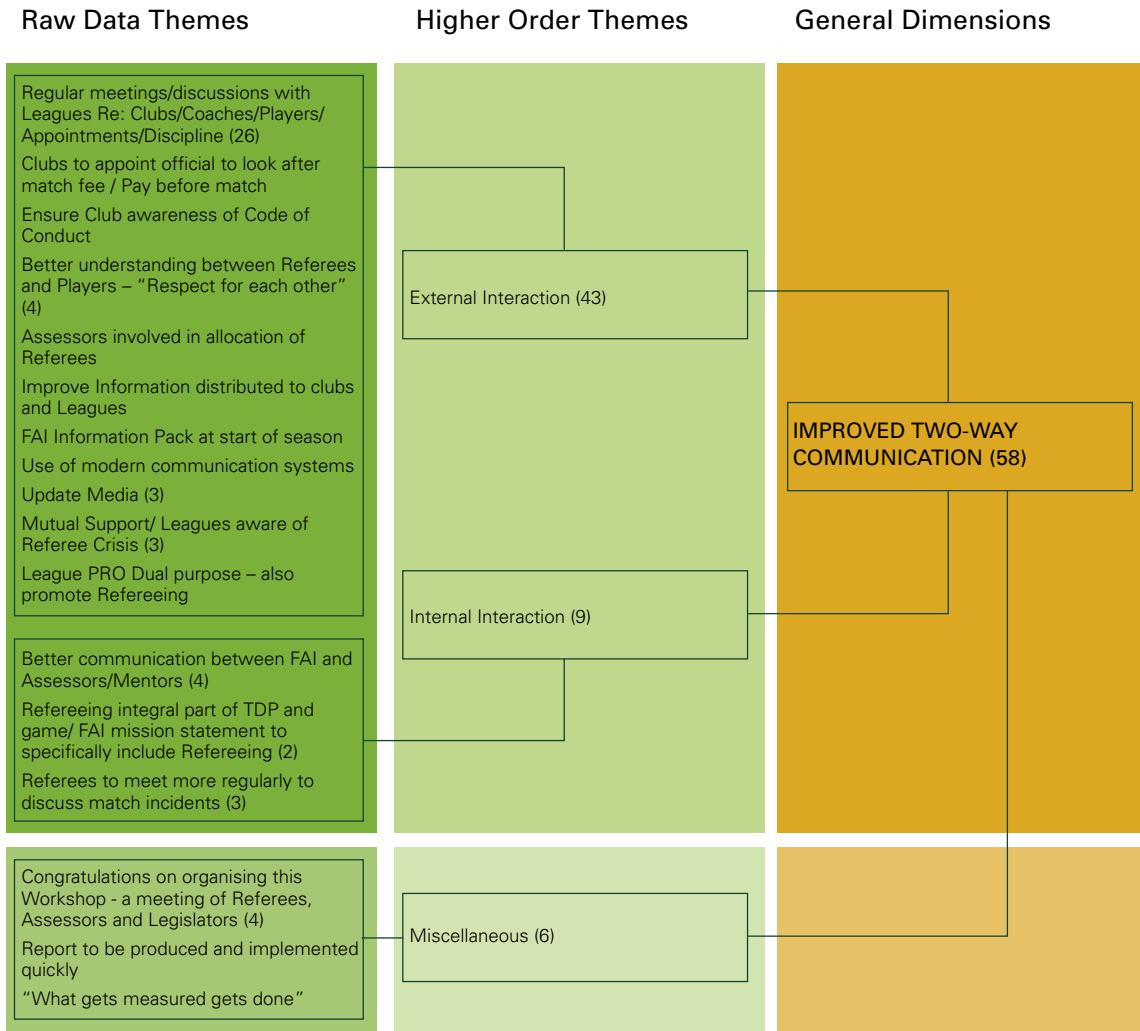 Raw Data Themes
Higher Order Themes
General Dimensions
Regular meetings/discussions with
Leagues Re: Clubs/Coaches/Players/
Appointments/Discipline (26)
Clubs to appoint official to look after
match fee / Pay before match
Ensure Club awareness of Code of
Conduct
Better understanding between Referees
and Players – “Respect for each other”
(4)
Assessors involved in allocation of
Referees
Improve Information distributed to clubs
and Leagues
FAI Information Pack at start of season
Use of modern communication systems
Update Media (3)
Mutual Support/ Leagues aware of
Referee Crisis (3)
League PRO Dual purpose – also
promote Refereeing
External Interaction (43)
IMPROVED TWO-WAY
COMMUNICATION (58)
Internal Interaction (9)
Better communication between FAI and
Assessors/Mentors (4)
Refereeing integral part of TDP and
game/ FAI mission statement to
specifically include Refereeing (2)
Referees to meet more regularly to
discuss match incidents (3)
Congratulations on organising this
Workshop - a meeting of Referees,
Assessors and Legislators (4)
Report to be produced and implemented
quickly
“What gets measured gets done”
Miscellaneous (6)